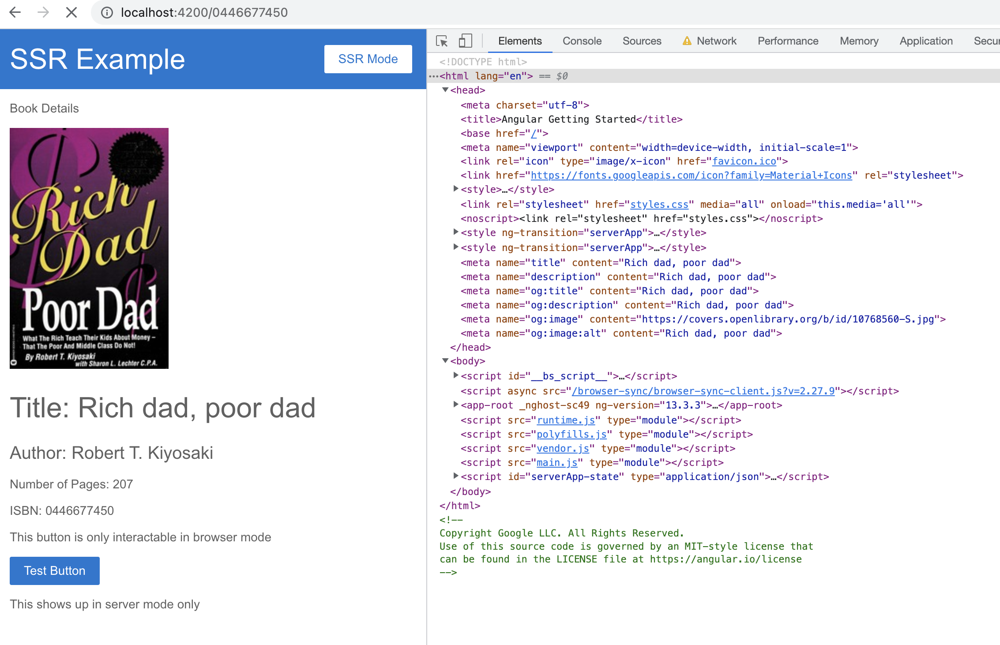 localhost:4200/0446677450
SSR Example
SSR Mode
Book Details
Rich
Dad
Poor Dad
What The Rich Teach Their Kids About Money –
That The Poor And Middle Class Do Not!
By Robert T. Kiyosaki
with Sharon L. Lechter C.P.A.
Title: Rich dad, poor dad
Author: Robert T. Kiyosaki
Number of Pages: 207
ISBN: 0446677450
This button is only interactable in browser mode
Test Button
This shows up in server mode only
Elements Console Sources Network Performance Memory Application Secur
<!DOCTYPE html>
<html lang="en"> == $0
<head>
<meta charset="utf-8">
<title>Angular Getting Started</title>
<base href="/">
<meta name="viewport" content="width=device-width, initial-scale=1">
<link rel="icon" type="image/x-icon" href="favicon.ico">
<link href="https://fonts.googleapis.com/icon?family=Material+Icons" rel="stylesheet">
<style>…</style>
<link rel="stylesheet" href="styles.css" media="all" onload="this.media='all'">
<noscript><link rel="stylesheet" href="styles.css"></noscript>
<style ng-transition="serverApp">…</style>
<style ng-transition="serverApp">…</style>
<meta name="title" content="Rich dad, poor dad">
<meta name="description" content="Rich dad, poor dad">
<meta name="og:title" content="Rich dad, poor dad">
<meta name="og:description" content="Rich dad, poor dad">
<meta name="og:image" content="https://covers.openlibrary.org/b/id/10768560-S.jpg">
<meta name="og:image:alt" content="Rich dad, poor dad">
</head>
<body>
<script id="__bs_script__">…</script>
<script async src="/browser-sync/browser-sync-client.js?v=2.27.9"></script>
<app-root _nghost-sc49 ng-version="13.3.3">…</app-root>
<script src="runtime.js" type="module"></script>
<script src="polyfills.js" type="module"></script>
<script src="vendor.js" type="module"></script>
<script src="main.js" type="module"></script>
<script id="serverApp-state" type="application/json">…</script>
</body>
</html>
<!--
Copyright Google LLC. All Rights Reserved.
Use of this source code is governed by an MIT-style license that
can be found in the LICENSE file at https://angular.io/license
-->